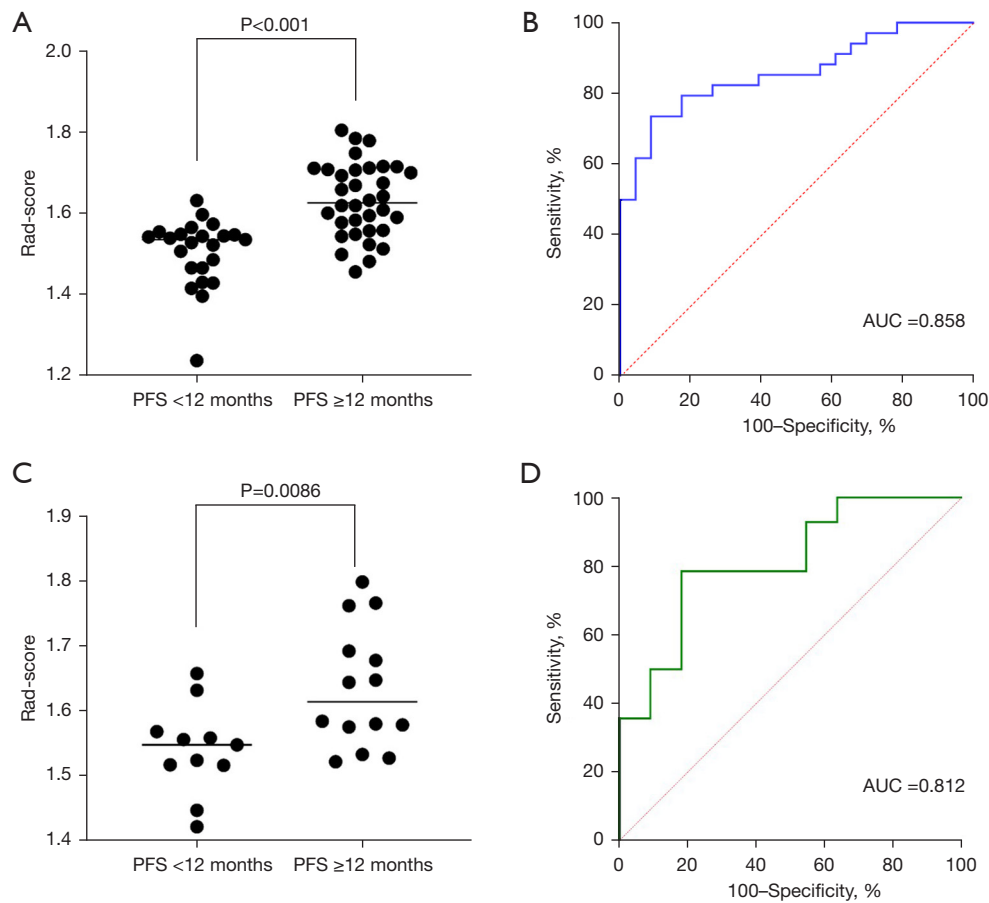 A
P<0.001
2.0
1.8
1.6
1.4
1.2
Rad-score
PFS <12 months
PFS ≥12 months
B
100
80
60
40
20
0
Sensitivity, %
AUC =0.858
0 20 40 60 80 100
100–Specificity, %
C
P=0.0086
1.9
1.8
1.7
1.6
1.5
1.4
Rad-score
PFS <12 months
PFS ≥12 months
D
100
80
60
40
20
0
Sensitivity, %
AUC =0.812
0 20 40 60 80 100
100–Specificity, %